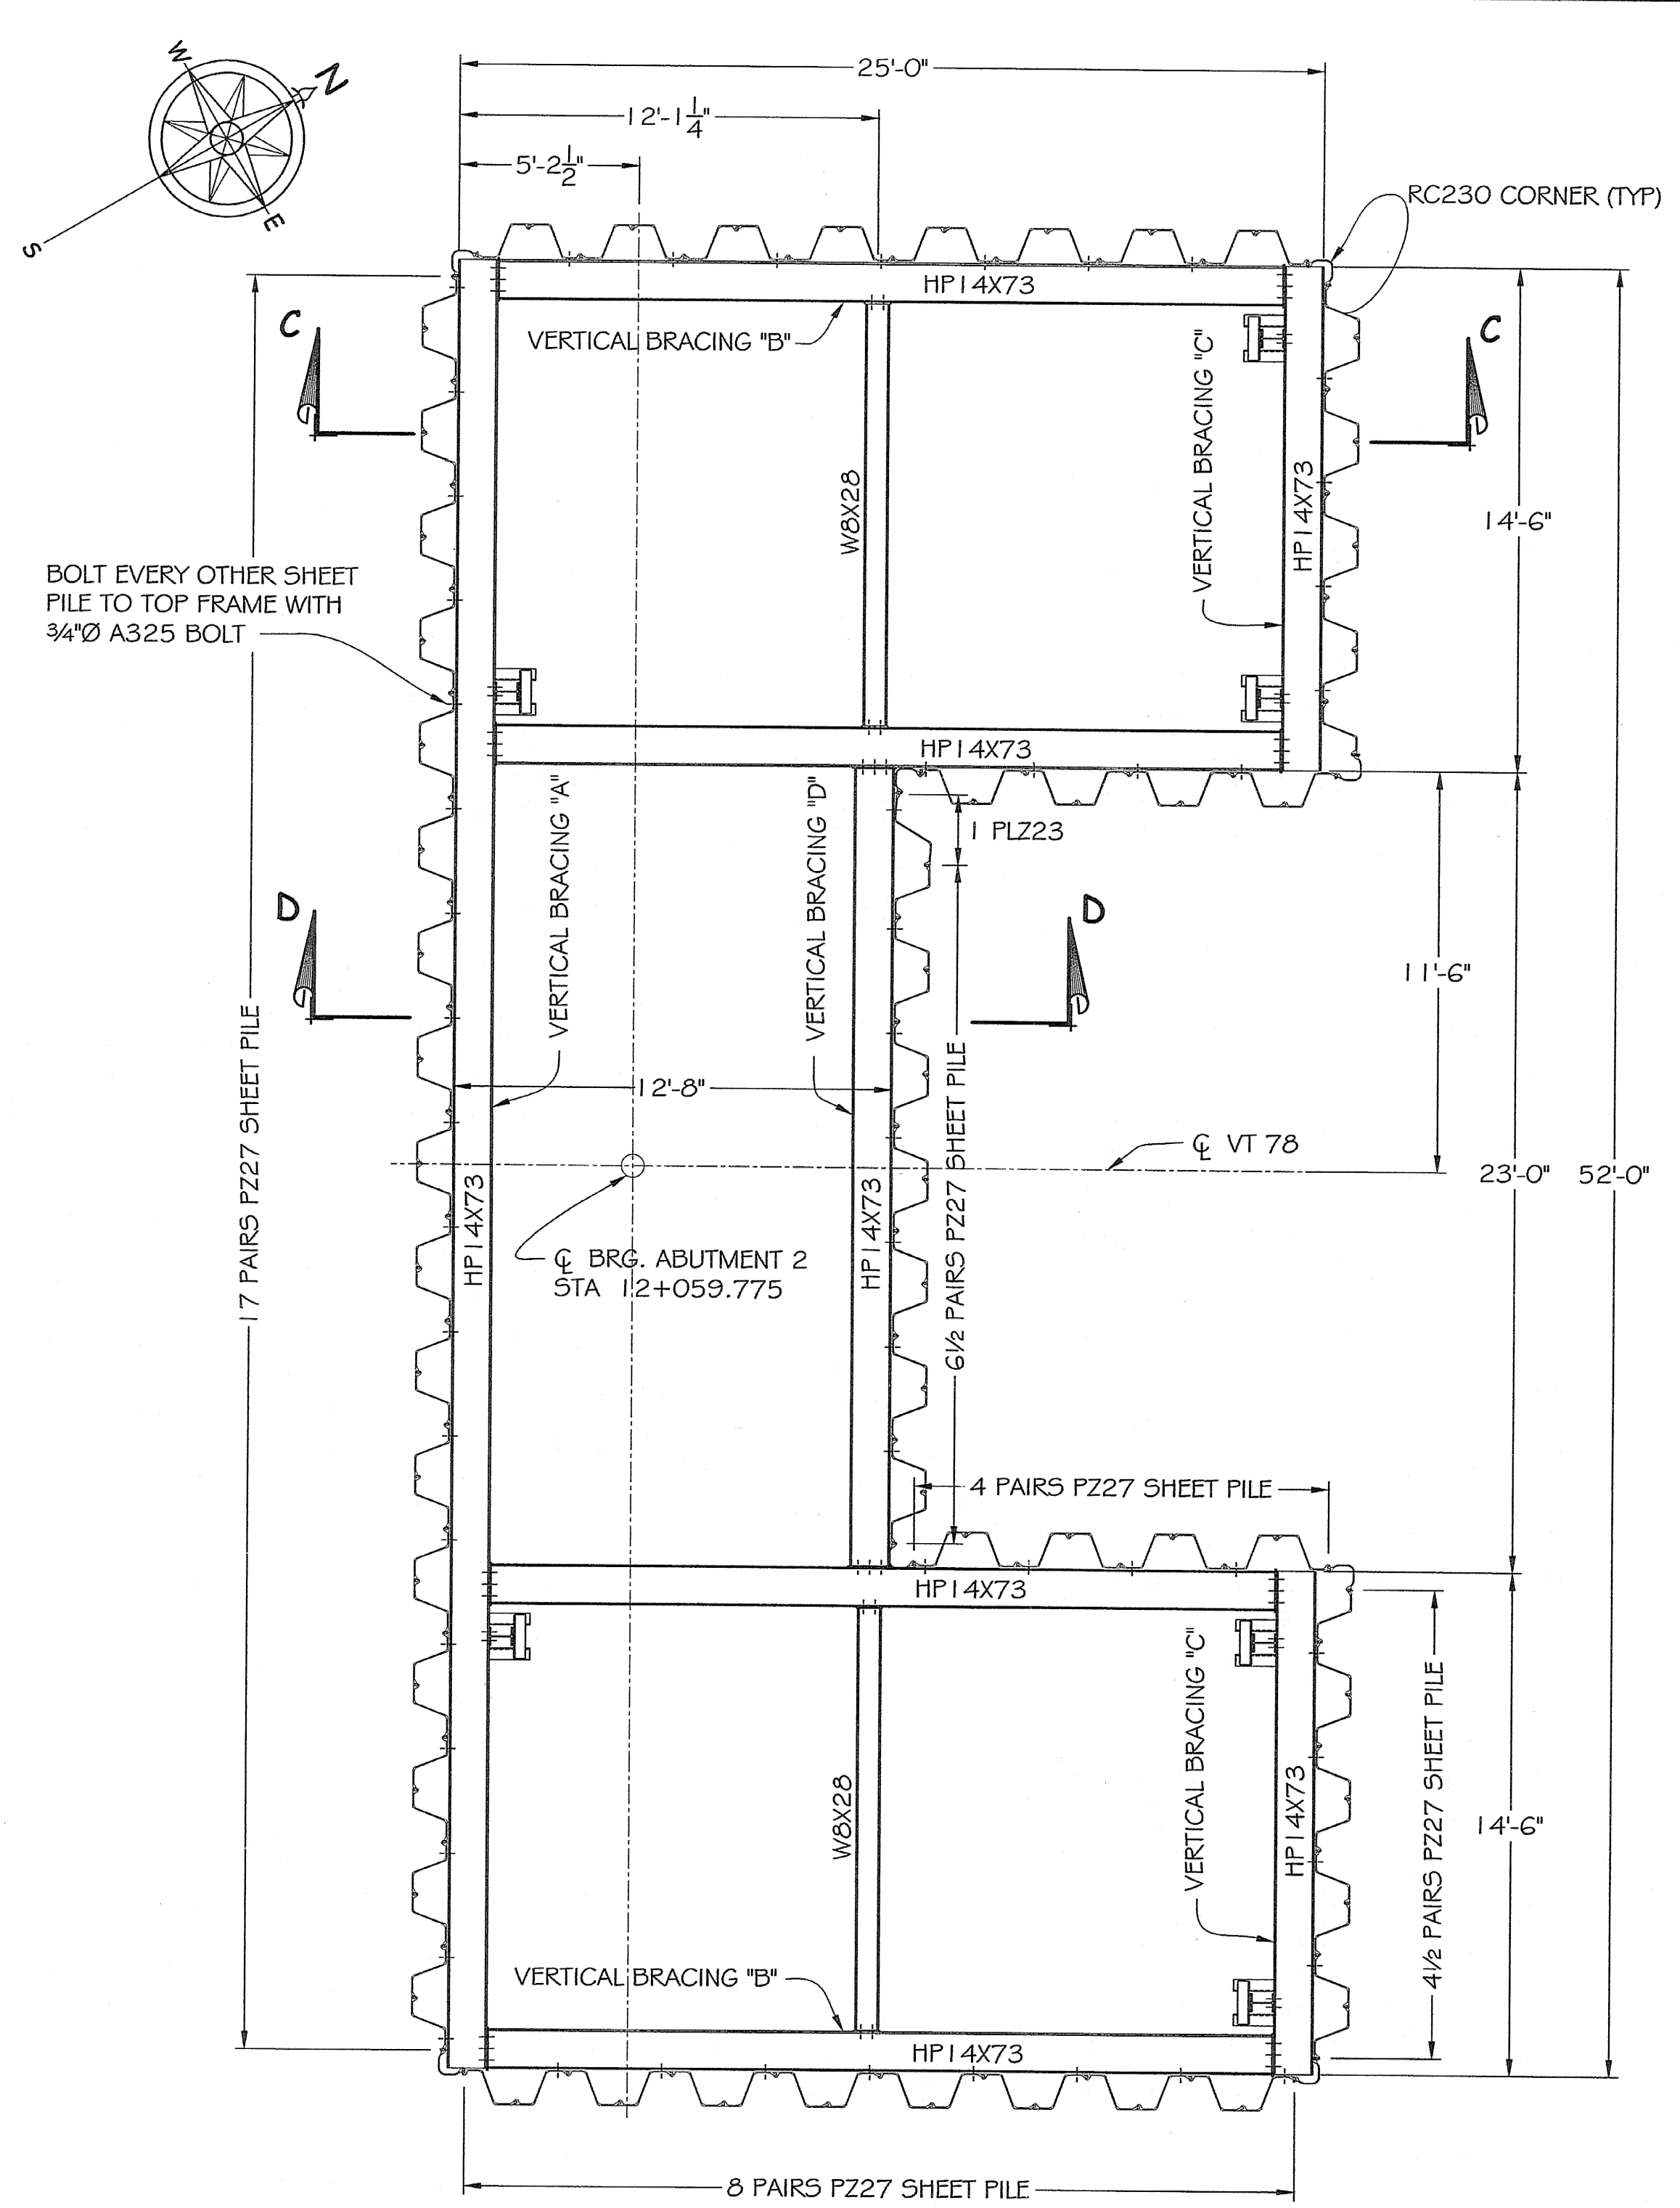 25'-0"
12'-1 1/4"
5'-2 1/2"
W
N
E
S
RC230 CORNER (TYP)
HP14X73
VERTICAL BRACING "B"
C
C
VERTICAL BRACING "C"
HP14X73
W8X28
14'-6"
BOLT EVERY OTHER SHEET
PILE TO TOP FRAME WITH
¾"Ø A325 BOLT
HP14X73
1 PLZ23
VERTICAL BRACING "A"
VERTICAL BRACING "D"
D
D
11'-6"
17 PAIRS PZ27 SHEET PILE
12'-8"
6½ PAIRS PZ27 SHEET PILE
℄ VT 78
23'-0"
52'-0"
HP14X73
HP14X73
℄ BRG. ABUTMENT 2
STA 12+059.775
4 PAIRS PZ27 SHEET PILE
HP14X73
VERTICAL BRACING "C"
4½ PAIRS PZ27 SHEET PILE
W8X28
HP14X73
14'-6"
VERTICAL BRACING "B"
HP14X73
8 PAIRS PZ27 SHEET PILE